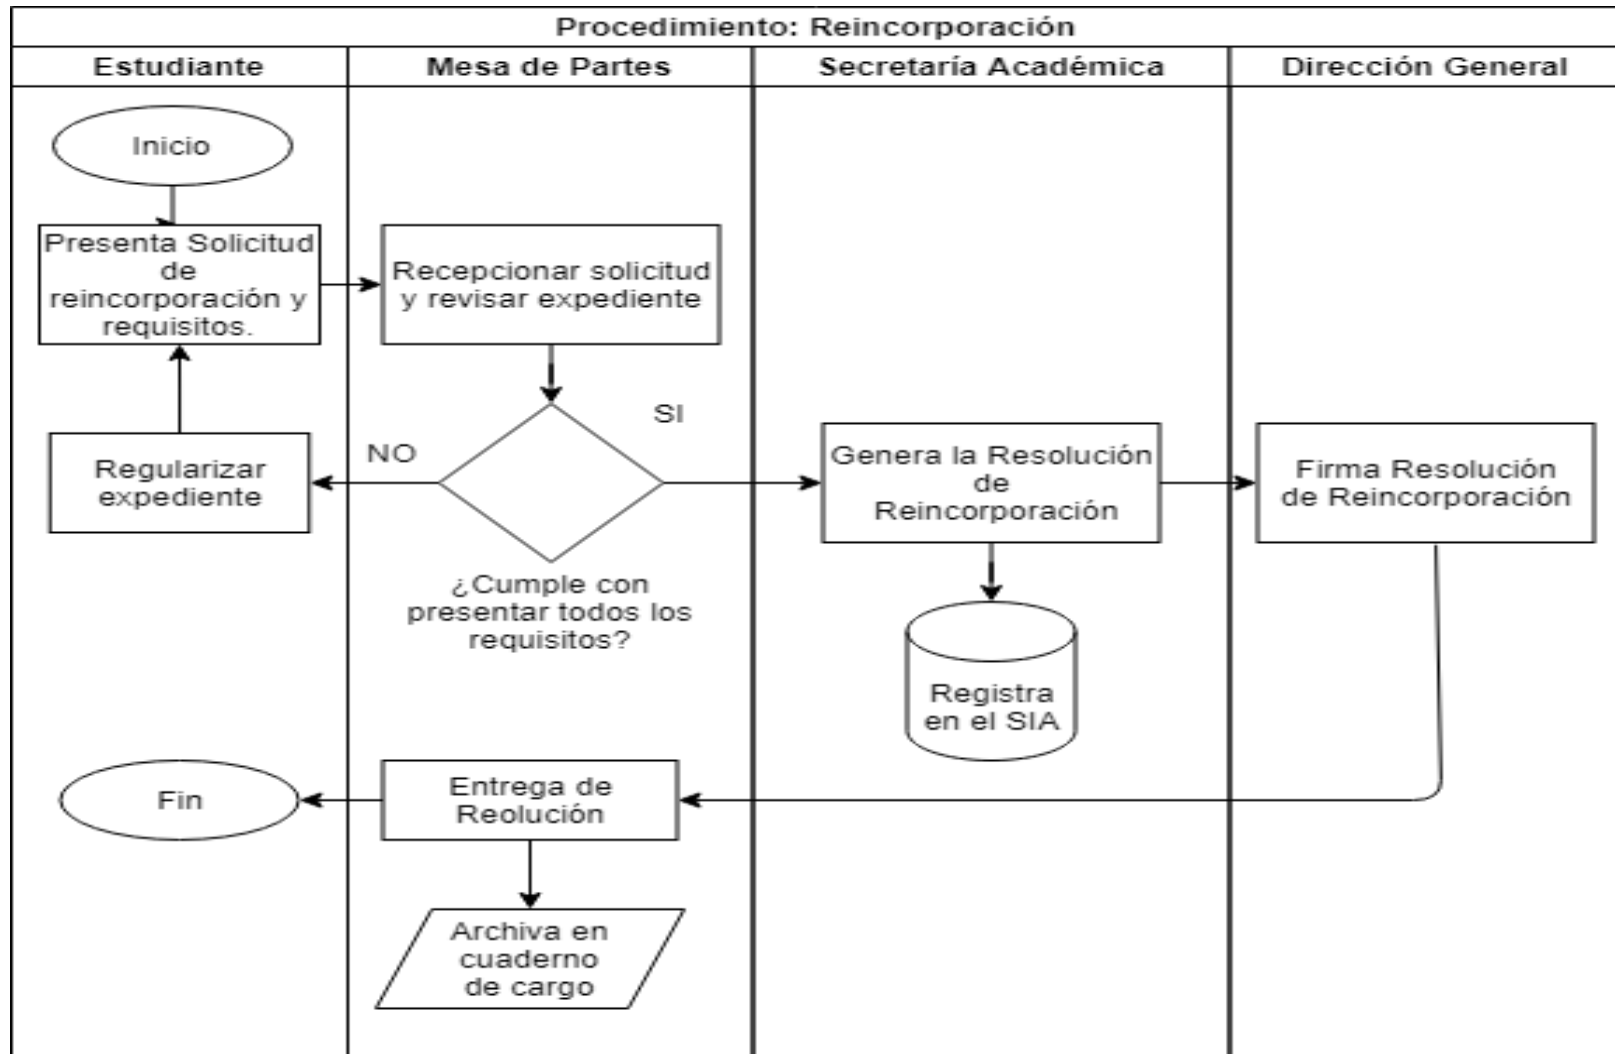 Procedimiento: Reincorporación
Estudiante
Mesa de Partes
Secretaría Académica
Dirección General
Inicio
Presenta Solicitud
de
reincorporación y
requisitos.
Recepcionar solicitud
y revisar expediente
SI
NO
Regularizar
expediente
¿Cumple con
presentar todos los
requisitos?
Genera la Resolución
de
Reincorporación
Firma Resolución
de Reincorporación
Registra
en el SIA
Entrega de
Reolución
Fin
Archiva en
cuaderno
de cargo